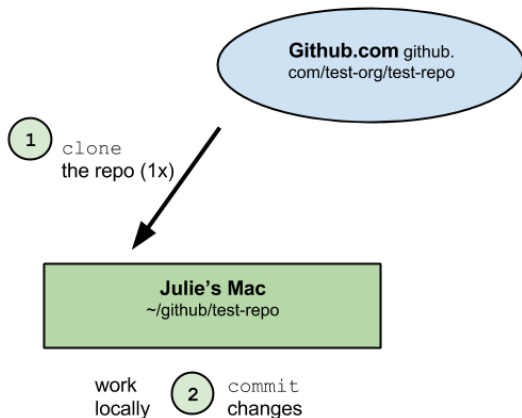 Github.com github.
com/test-org/test-repo
1
clone
the repo (1x)
Julie's Mac
~/github/test-repo
work
locally
2
commit
changes